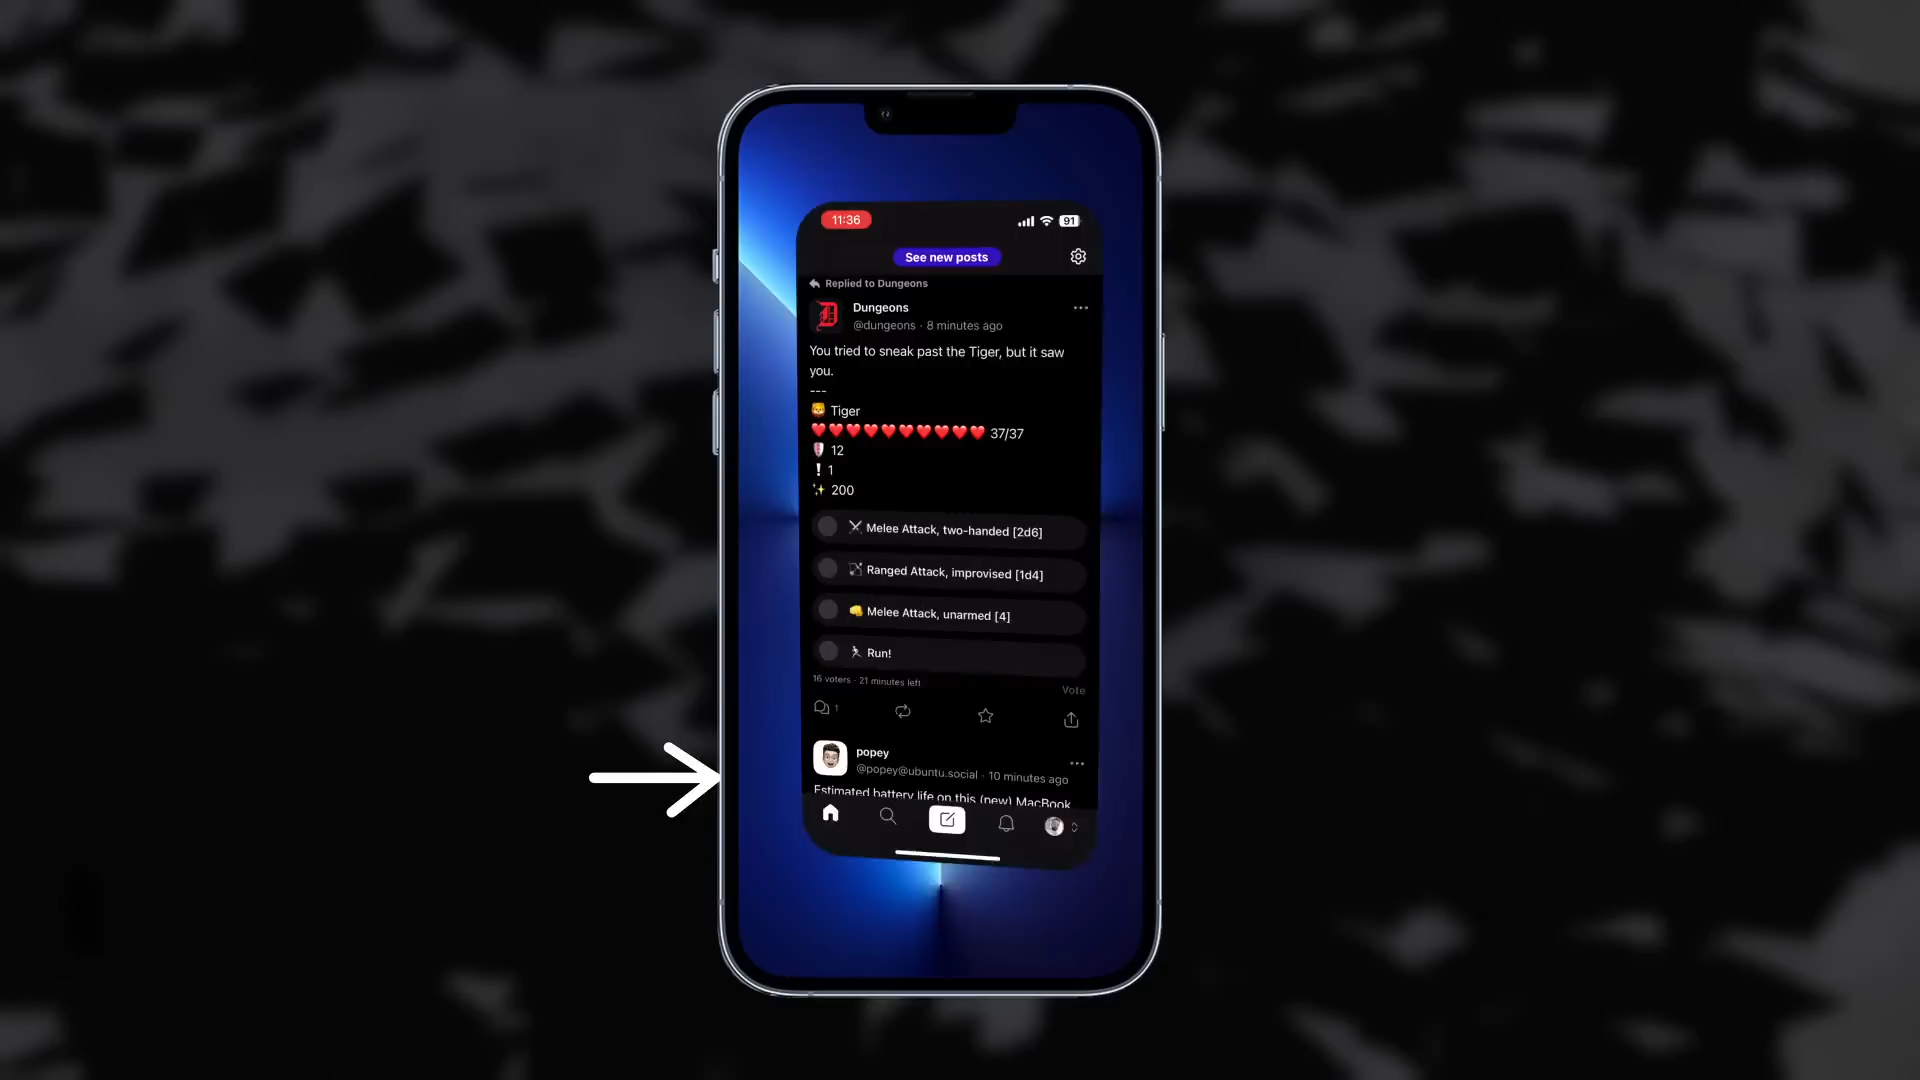 11:36
91
See new posts
Replied to Dungeons
Dungeons
@dungeons · 8 minutes ago
You tried to sneak past the Tiger, but it saw
you.
---
🐯 Tiger
❤️❤️❤️❤️❤️❤️❤️❤️❤️❤️ 37/37
🛡️ 12
❗ 1
✨ 200
⚔️ Melee Attack, two-handed [2d6]
🏹 Ranged Attack, improvised [1d4]
👊 Melee Attack, unarmed [4]
🏃 Run!
16 voters · 21 minutes left
Vote
1
popey
@popey@ubuntu.social · 10 minutes ago
Estimated battery life on this (new) MacBook